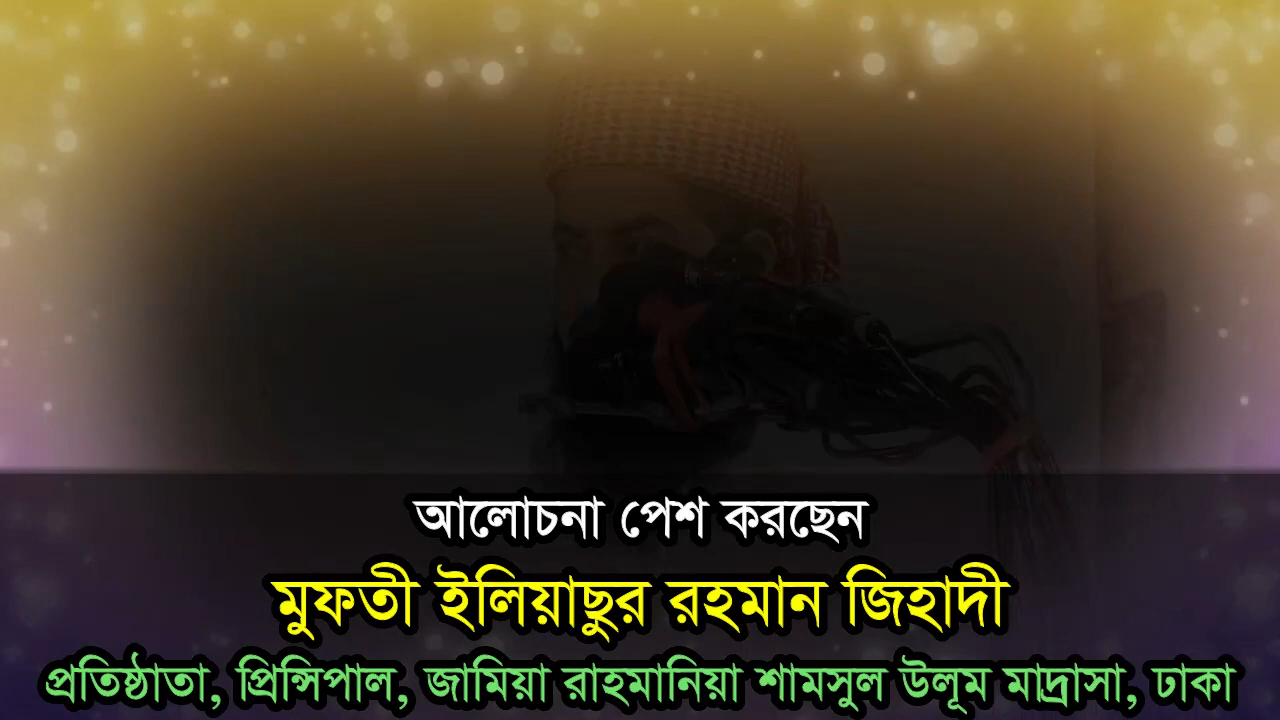 আলোচনা পেশ করছেন
মুফতী ইলিয়াছুর রহমান জিহাদী
প্রতিষ্ঠাতা, প্রিন্সিপাল, জামিয়া রাহমানিয়া শামসুল উলূম মাদ্রাসা, ঢাকা